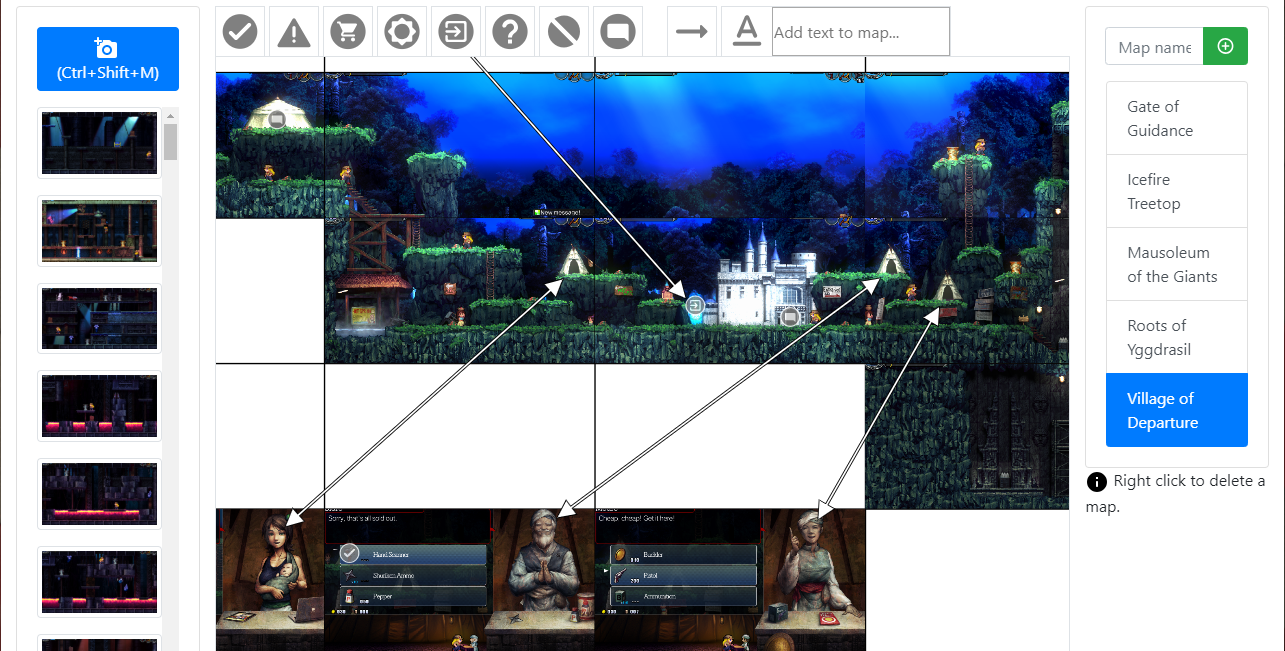 (Ctrl+Shift+M)
Add text to map...
Map name
Gate of
Guidance
Icefire
Treetop
Mausoleum
of the Giants
Roots of
Yggdrasil
Village of
Departure
Right click to delete a
map.
New message!
Sorry, that's all sold out.
Hand Scanner
Shuriken Ammo
Pepper
Cheap, cheap! Get it here!
Buckler
Pistol
Ammunition